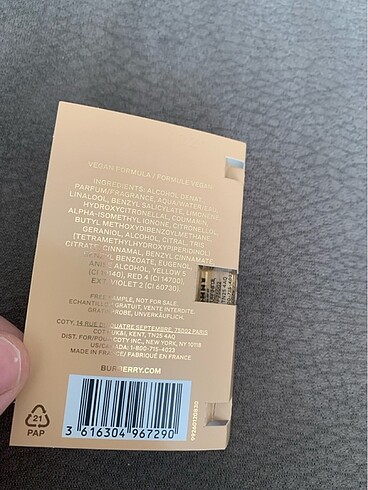 VEGAN FORMULA / FORMULE VEGAN
INGREDIENTS: ALCOHOL DENAT.,
PARFUM/FRAGRANCE, AQUA/WATER/EAU,
LINALOOL, BENZYL SALICYLATE, LIMONENE,
HYDROXYCITRONELLAL, COUMARIN,
ALPHA-ISOMETHYL IONONE, CITRONELLOL,
BUTYL METHOXYDIBENZOYLMETHANE,
GERANIOL, ALCOHOL, CITRAL, TRIS
(TETRAMETHYLHYDROXYPIPERIDINOL)
CITRATE, CINNAMAL, BENZYL CINNAMATE,
BENZYL BENZOATE, EUGENOL,
ALCOHOL, YELLOW 5
RED 4 (CI 14700),
EXT. VIOLET 2 (CI 60730).
FREE SAMPLE, NOT FOR SALE.
ECHANTILLON GRATUIT, VENTE INTERDITE.
GRATISPROBE, UNVERKÄUFLICH.
COTY, 14 RUE DU QUATRE SEPTEMBRE, 75002 PARIS
COTY UK&I, KENT, TN25 4AQ
DIST. FOR/POUR COTY INC., NEW YORK, NY 10118
US/CANADA: 1-800-715-4023
MADE IN FRANCE/ FABRIQUÉ EN FRANCE
BURBERRY.COM
3 616304 967290
21
PAP
99240120830